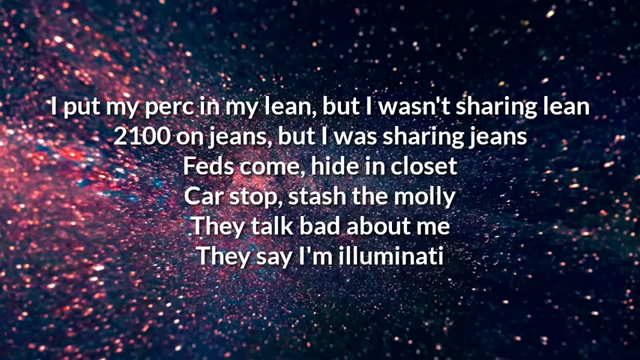 I put my perc in my lean, but I wasn't sharing lean
2100 on jeans, but I was sharing jeans
Feds come, hide in closet
Car stop, stash the molly
They talk bad about me
They say I’m illuminati